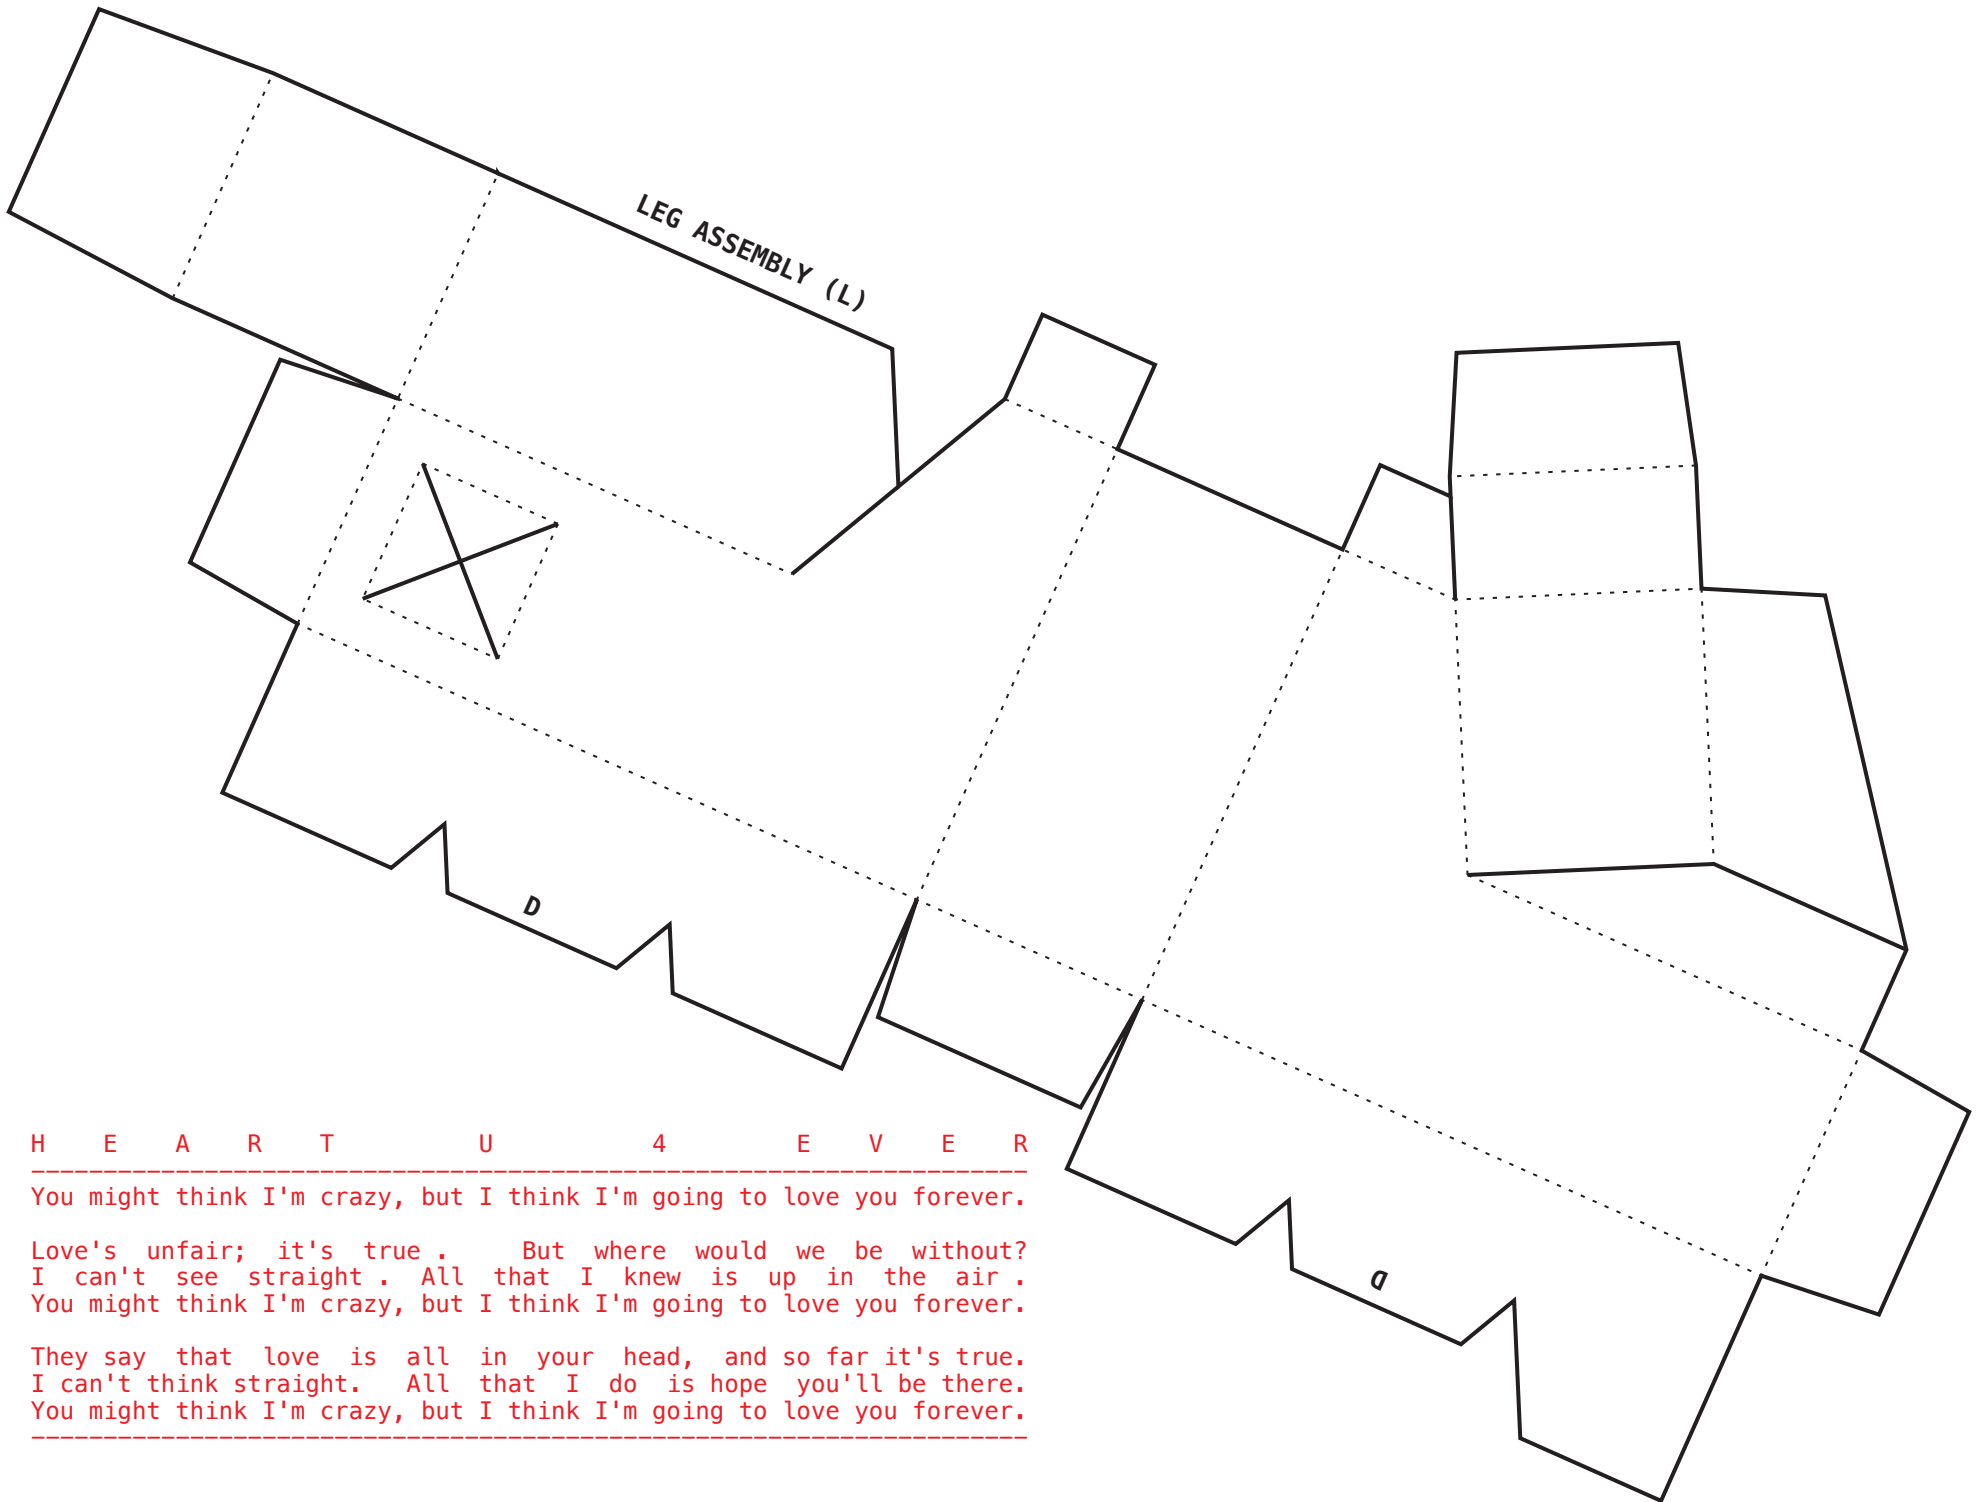 LEG ASSEMBLY (L)
D
D
H E A R T U 4 E V E R
You might think I'm crazy, but I think I'm going to love you forever.
Love's unfair; it's true . But where would we be without?
I can't see straight . All that I knew is up in the air .
You might think I'm crazy, but I think I'm going to love you forever.
They say that love is all in your head, and so far it's true.
I can't think straight. All that I do is hope you'll be there.
You might think I'm crazy, but I think I'm going to love you forever.